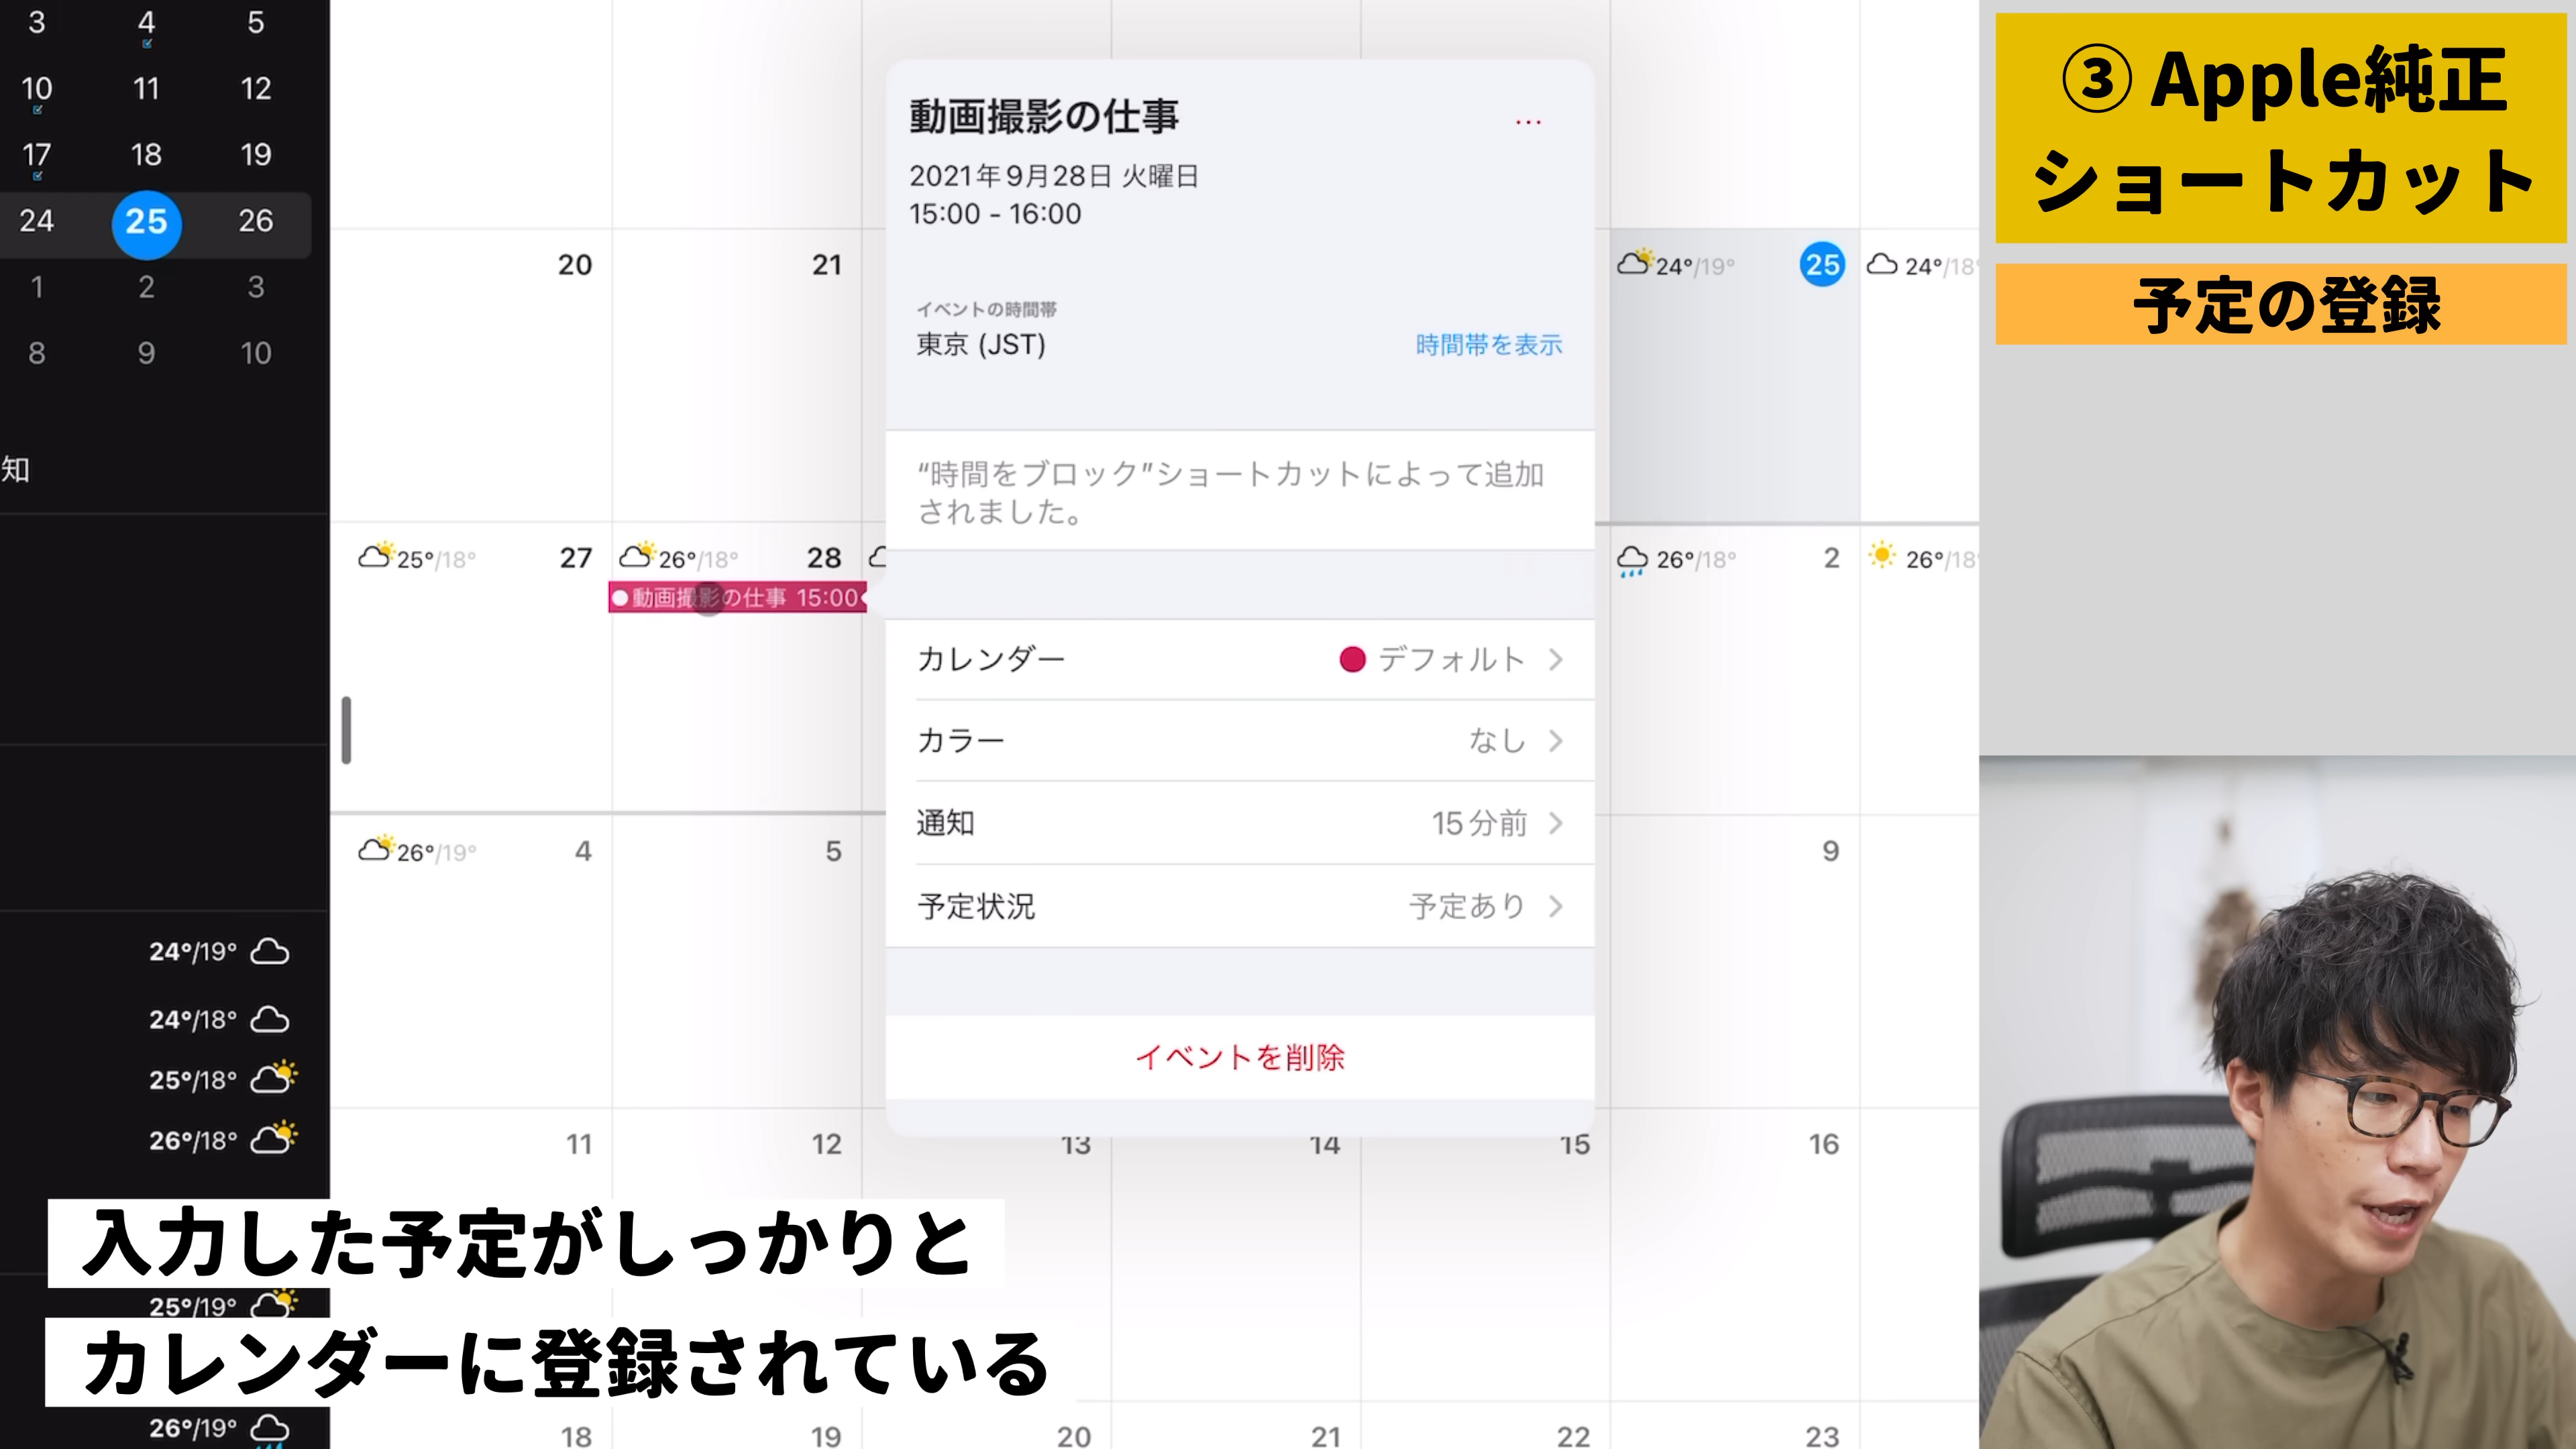 3 4 5
10 11 12
17 18 19
24 25 26
1 2 3
8 9 10
知
24°/19°
24°/18°
25°/18°
26°/18°
25°/19°
26°/19°
20 21 24°/19° 25 24°/18°
25°/18° 27 26°/18° 28 26°/18° 2 26°/18
動画撮影の仕事 15:00
26°/19° 4 5 9
11 12 13 14 15 16
18 19 20 21 22 23
動画撮影の仕事
...
2021年9月28日 火曜日
15:00 - 16:00
イベントの時間帯
東京 (JST) 時間帯を表示
“時間をブロック”ショートカットによって追加
されました。
カレンダー デフォルト
カラー なし
通知 15分前
予定状況 予定あり
イベントを削除
③ Apple純正
ショートカット
予定の登録
入力した予定がしっかりと
カレンダーに登録されている